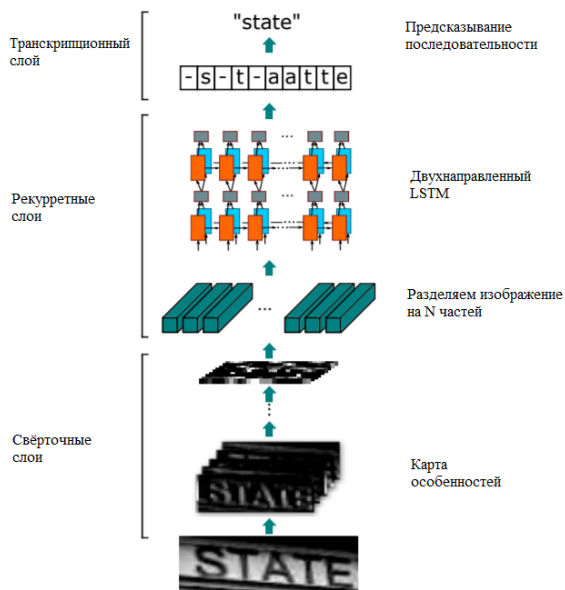 "state"
Предсказывание
последовательности
Транскрипционный
слой
- s - t - a a t t e
Рекурретные
слои
Двухнаправленный
LSTM
Разделяем изображение
на N частей
Свёрточные
слои
STATE
Карта
особенностей
STATE